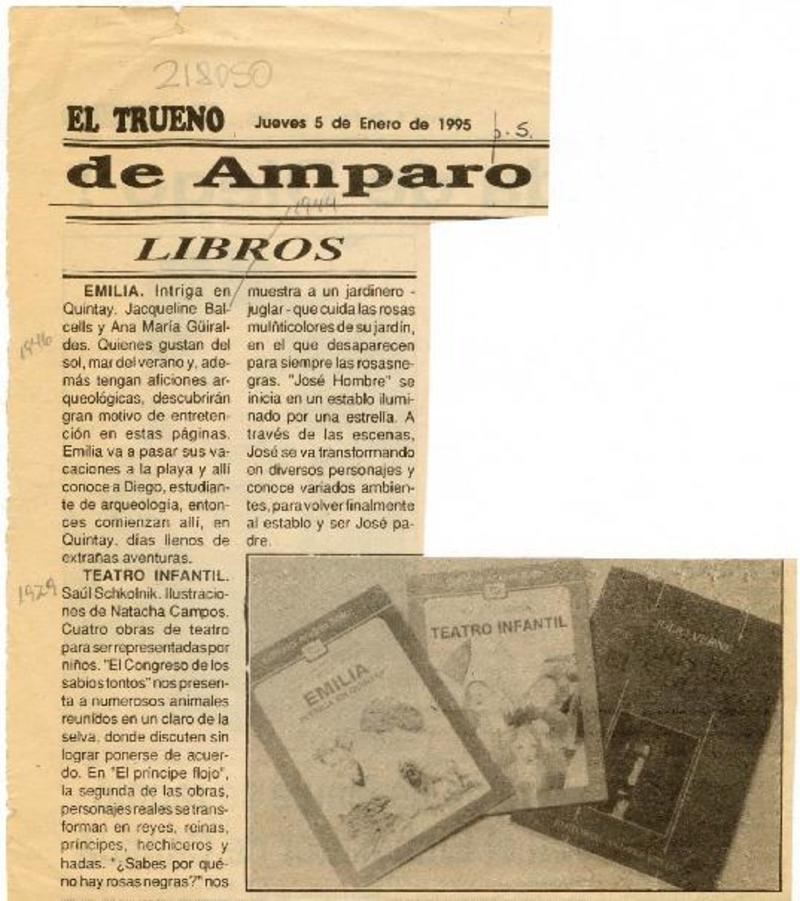 218050
EL TRUENO Jueves 5 de Enero de 1995 p. 5.
de Amparo
1944
LIBROS
EMILIA. Intriga en
Quintay. Jacqueline Bal-
cells y Ana María Güiral-
des. Quienes gustan del
1946
sol, mar del verano y, ade-
más tengan aficiones ar-
queológicas, descubrirán
gran motivo de entreten-
ción en estas páginas.
Emilia va a pasar sus va-
caciones a la playa y allí
conoce a Diego, estudian-
te de arqueología, enton-
ces comienzan allí, en
Quintay, días llenos de
extrañas aventuras.
TEATRO INFANTIL.
1929
Saúl Schkolnik. Ilustracio-
nes de Natacha Campos.
Cuatro obras de teatro
para ser representadas por
niños. "El Congreso de los
sabios tontos" nos presen-
ta a numerosos animales
reunidos en un claro de la
selva, donde discuten sin
lograr ponerse de acuer-
do. En "El príncipe flojo",
la segunda de las obras,
personajes reales se trans-
forman en reyes, reinas,
príncipes, hechiceros y
hadas. "¿Sabes por qué-
no hay rosas negras?" nos
muestra a un jardinero -
juglar - que cuida las rosas
mulñticolores de su jardín,
en el que desaparecen
para siempre las rosasne-
gras. "José Hombre" se
inicia en un establo ilumi-
nado por una estrella. A
través de las escenas,
José se va transformando
en diversos personajes y
conoce variados ambien-
tes, para volver finalmente
al establo y ser José pa-
dre.
EMILIA
INTRIGA EN QUINTAY
TEATRO INFANTIL
JULIO VERNE